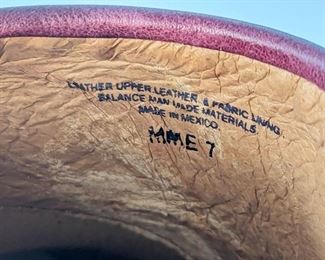 LEATHER UPPER LEATHER & FABRIC LINING
BALANCE MAN MADE MATERIALS.
MADE IN MEXICO.
MME 7